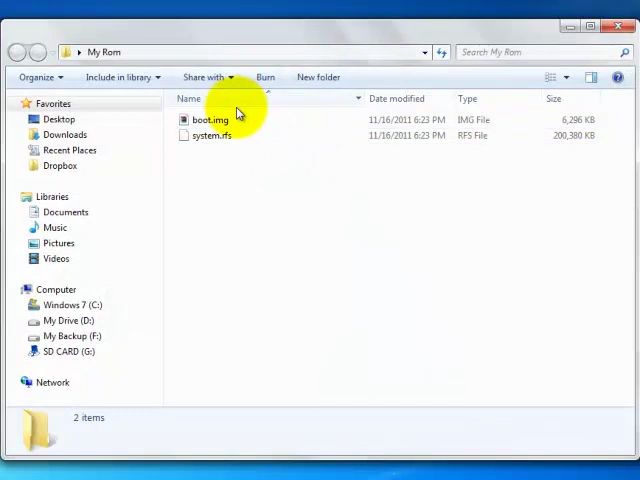 My Rom
Search My Rom
Organize
Include in library
Share with
Burn
New folder
Name
Date modified
Type
Size
boot.img 11/16/2011 6:23 PM IMG File 6,296 KB
system.rfs 11/16/2011 6:23 PM RFS File 200,380 KB
Favorites
Desktop
Downloads
Recent Places
Dropbox
Libraries
Documents
Music
Pictures
Videos
Computer
Windows 7 (C:)
My Drive (D:)
My Backup (F:)
SD CARD (G:)
Network
2 items